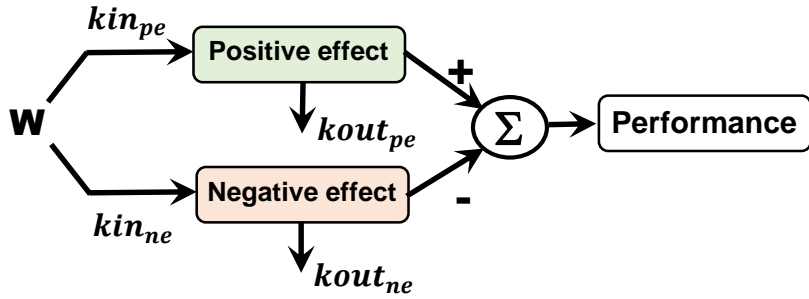 kin_pe
Positive effect
+
kout_pe
W
Σ
Performance
kin_ne
Negative effect
-
kout_ne